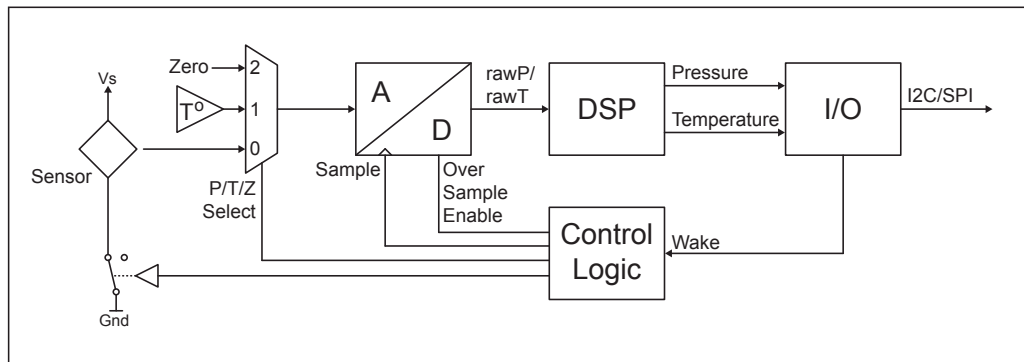 Zero
2
Vs
T°
1
0
Sensor
P/T/Z
Select
A
D
Sample
Over
Sample
Enable
rawP/
rawT
DSP
Pressure
Temperature
I/O
I2C/SPI
Control
Logic
Wake
Gnd